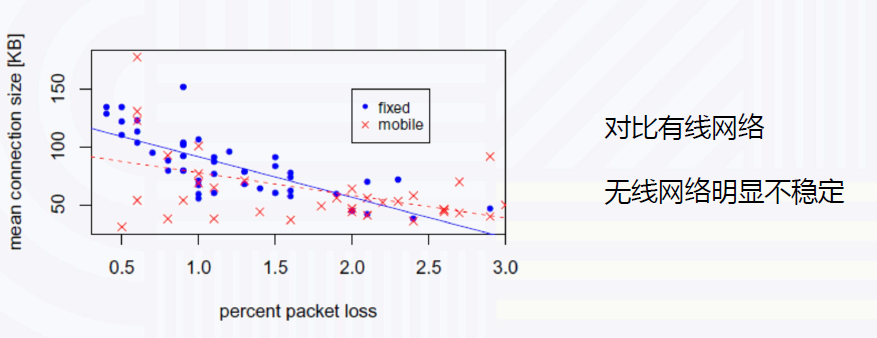 mean connection size [KB]
150
100
50
fixed
mobile
0.5 1.0 1.5 2.0 2.5 3.0
percent packet loss
对比有线网络
无线网络明显不稳定